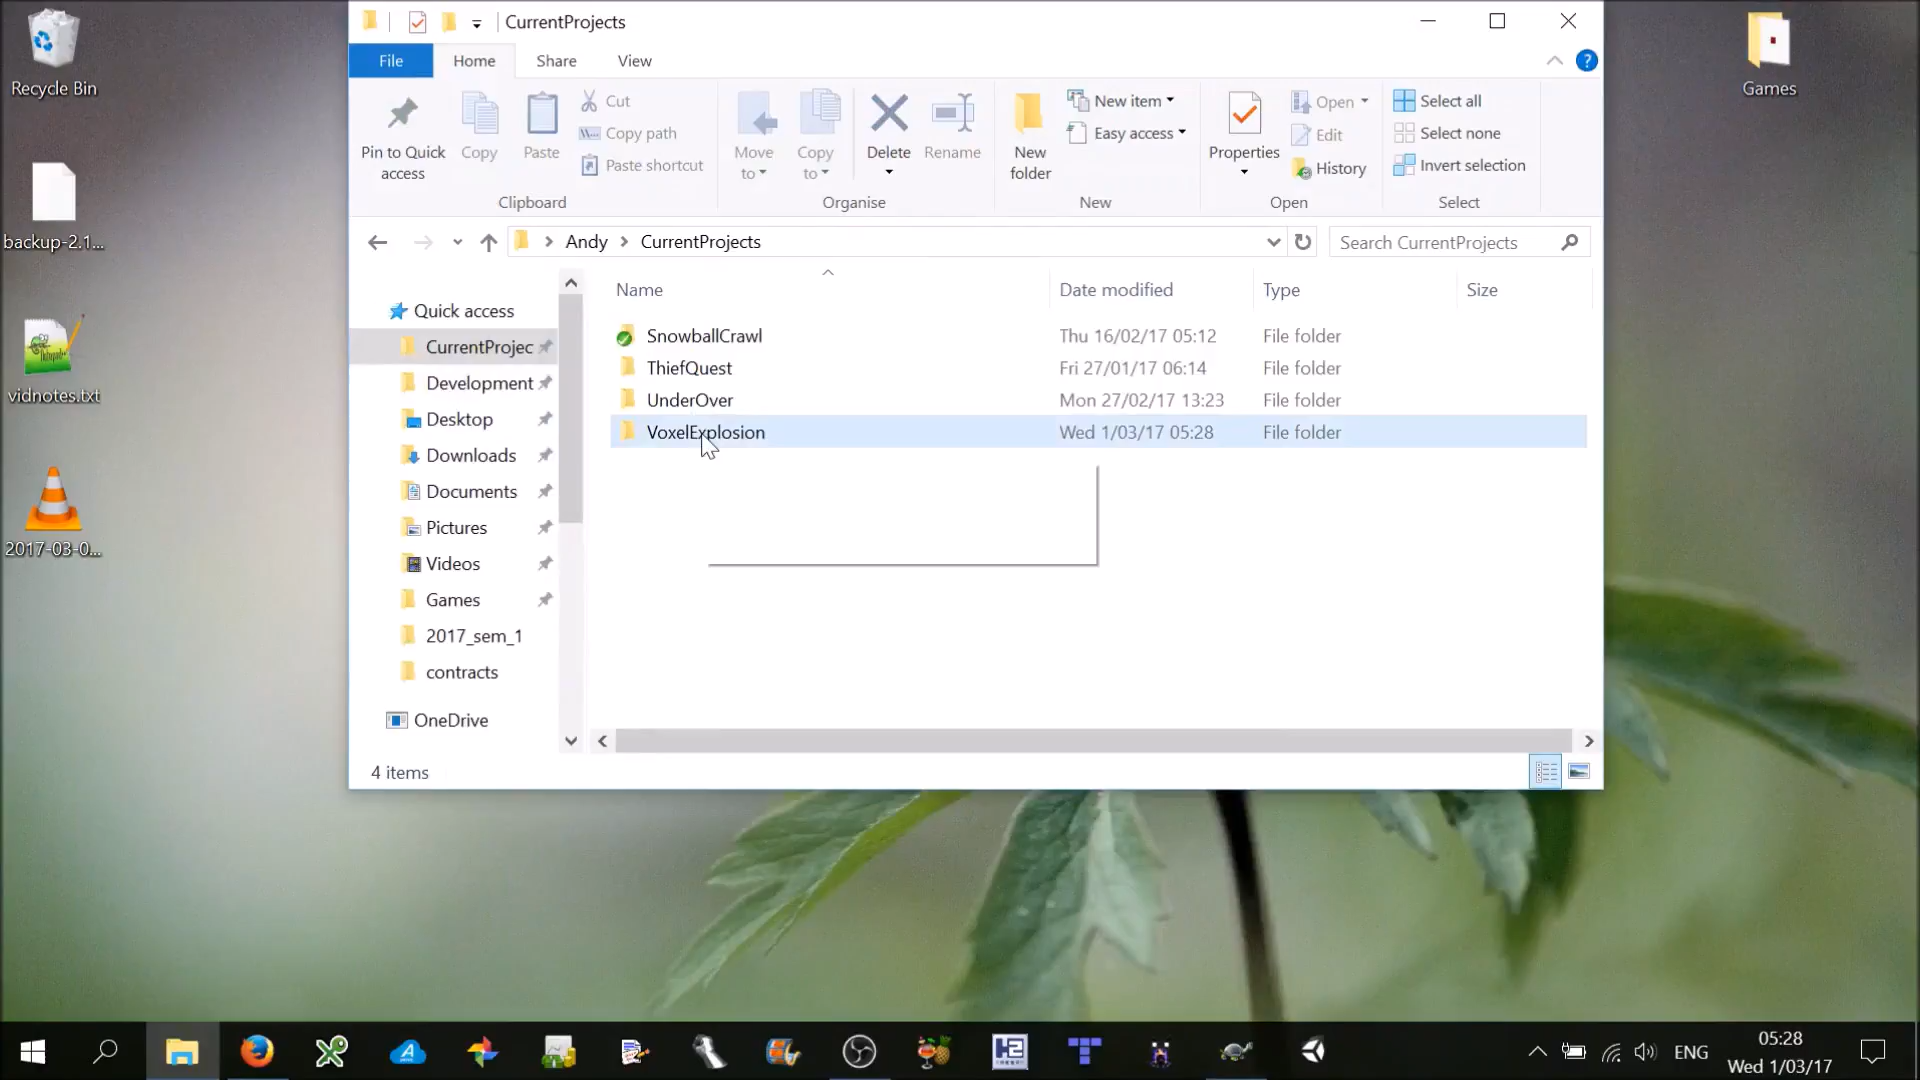 CurrentProjects
File
Home
Share
View
Pin to Quick access
Copy
Paste
Cut
Copy path
Paste shortcut
Clipboard
Move to
Copy to
Delete
Rename
Organise
New folder
New item
Easy access
New
Properties
Open
Edit
History
Open
Select all
Select none
Invert selection
Select
Andy
CurrentProjects
Search CurrentProjects
Quick access
CurrentProjec
Development
Desktop
Downloads
Documents
Pictures
Videos
Games
2017_sem_1
contracts
OneDrive
Name
Date modified
Type
Size
SnowballCrawl Thu 16/02/17 05:12 File folder
ThiefQuest Fri 27/01/17 06:14 File folder
UnderOver Mon 27/02/17 13:23 File folder
VoxelExplosion Wed 1/03/17 05:28 File folder
4 items
Recycle Bin
backup-2.1...
vidnotes.txt
2017-03-0...
Games
ENG
05:28
Wed 1/03/17